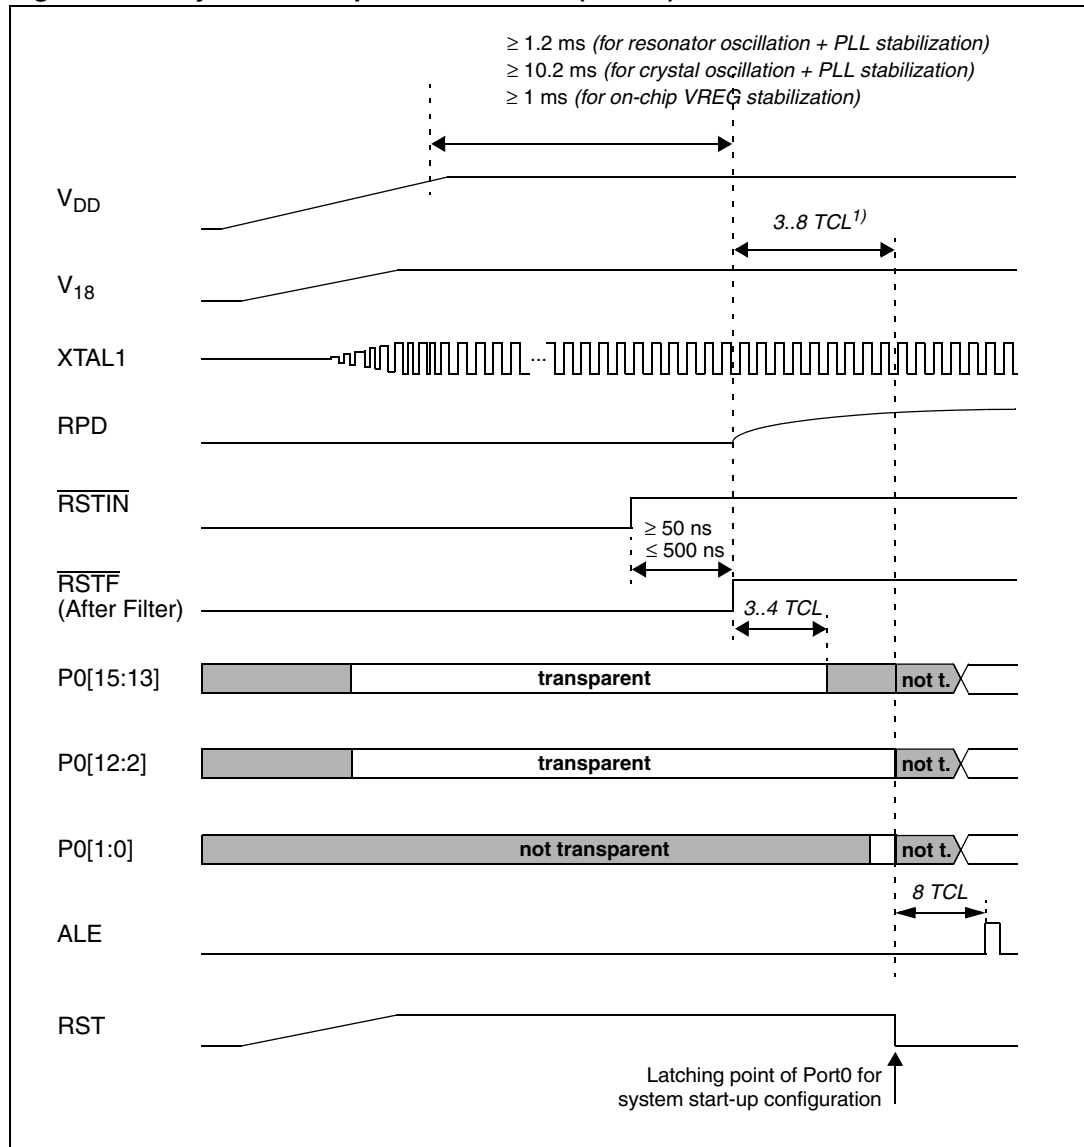 ≥ 1.2 ms (for resonator oscillation + PLL stabilization)
≥ 10.2 ms (for crystal oscillation + PLL stabilization)
≥ 1 ms (for on-chip VREG stabilization)
VDD
3..8 TCL1)
V18
XTAL1
...
RPD
RSTIN
≥ 50 ns
≤ 500 ns
RSTF
(After Filter)
3..4 TCL
P0[15:13]
transparent
not t.
P0[12:2]
transparent
not t.
P0[1:0]
not transparent
not t.
8 TCL
ALE
RST
Latching point of Port0 for
system start-up configuration